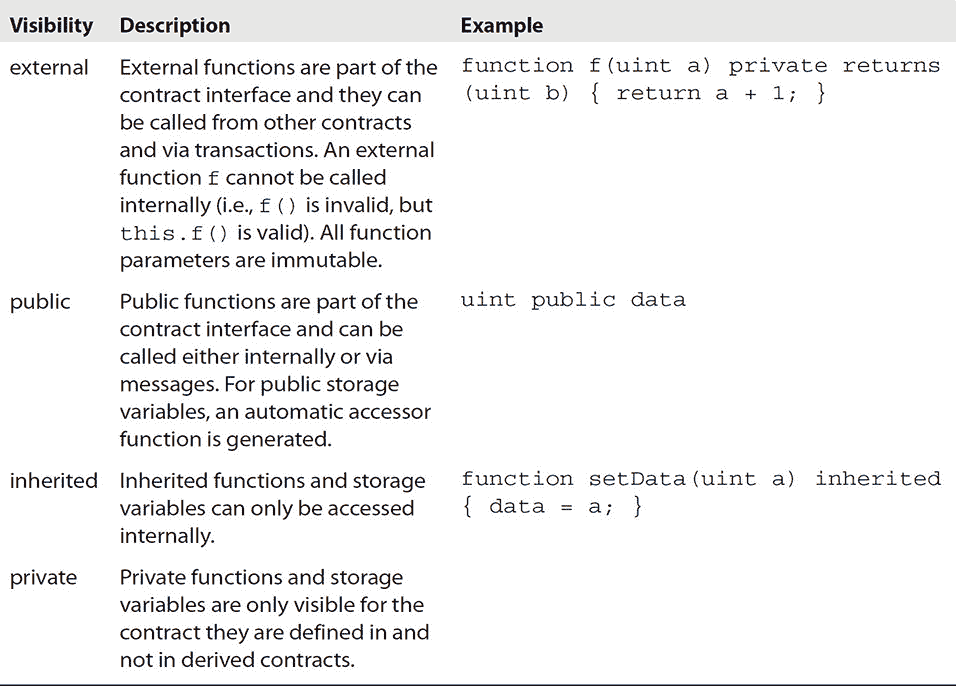 Visibility Description Example
external External functions are part of the function f(uint a) private returns
contract interface and they can (uint b) { return a + 1; }
be called from other contracts
and via transactions. An external
function f cannot be called
internally (i.e., f() is invalid, but
this.f() is valid). All function
parameters are immutable.
public Public functions are part of the uint public data
contract interface and can be
called either internally or via
messages. For public storage
variables, an automatic accessor
function is generated.
inherited Inherited functions and storage function setData(uint a) inherited
variables can only be accessed { data = a; }
internally.
private Private functions and storage
variables are only visible for the
contract they are defined in and
not in derived contracts.